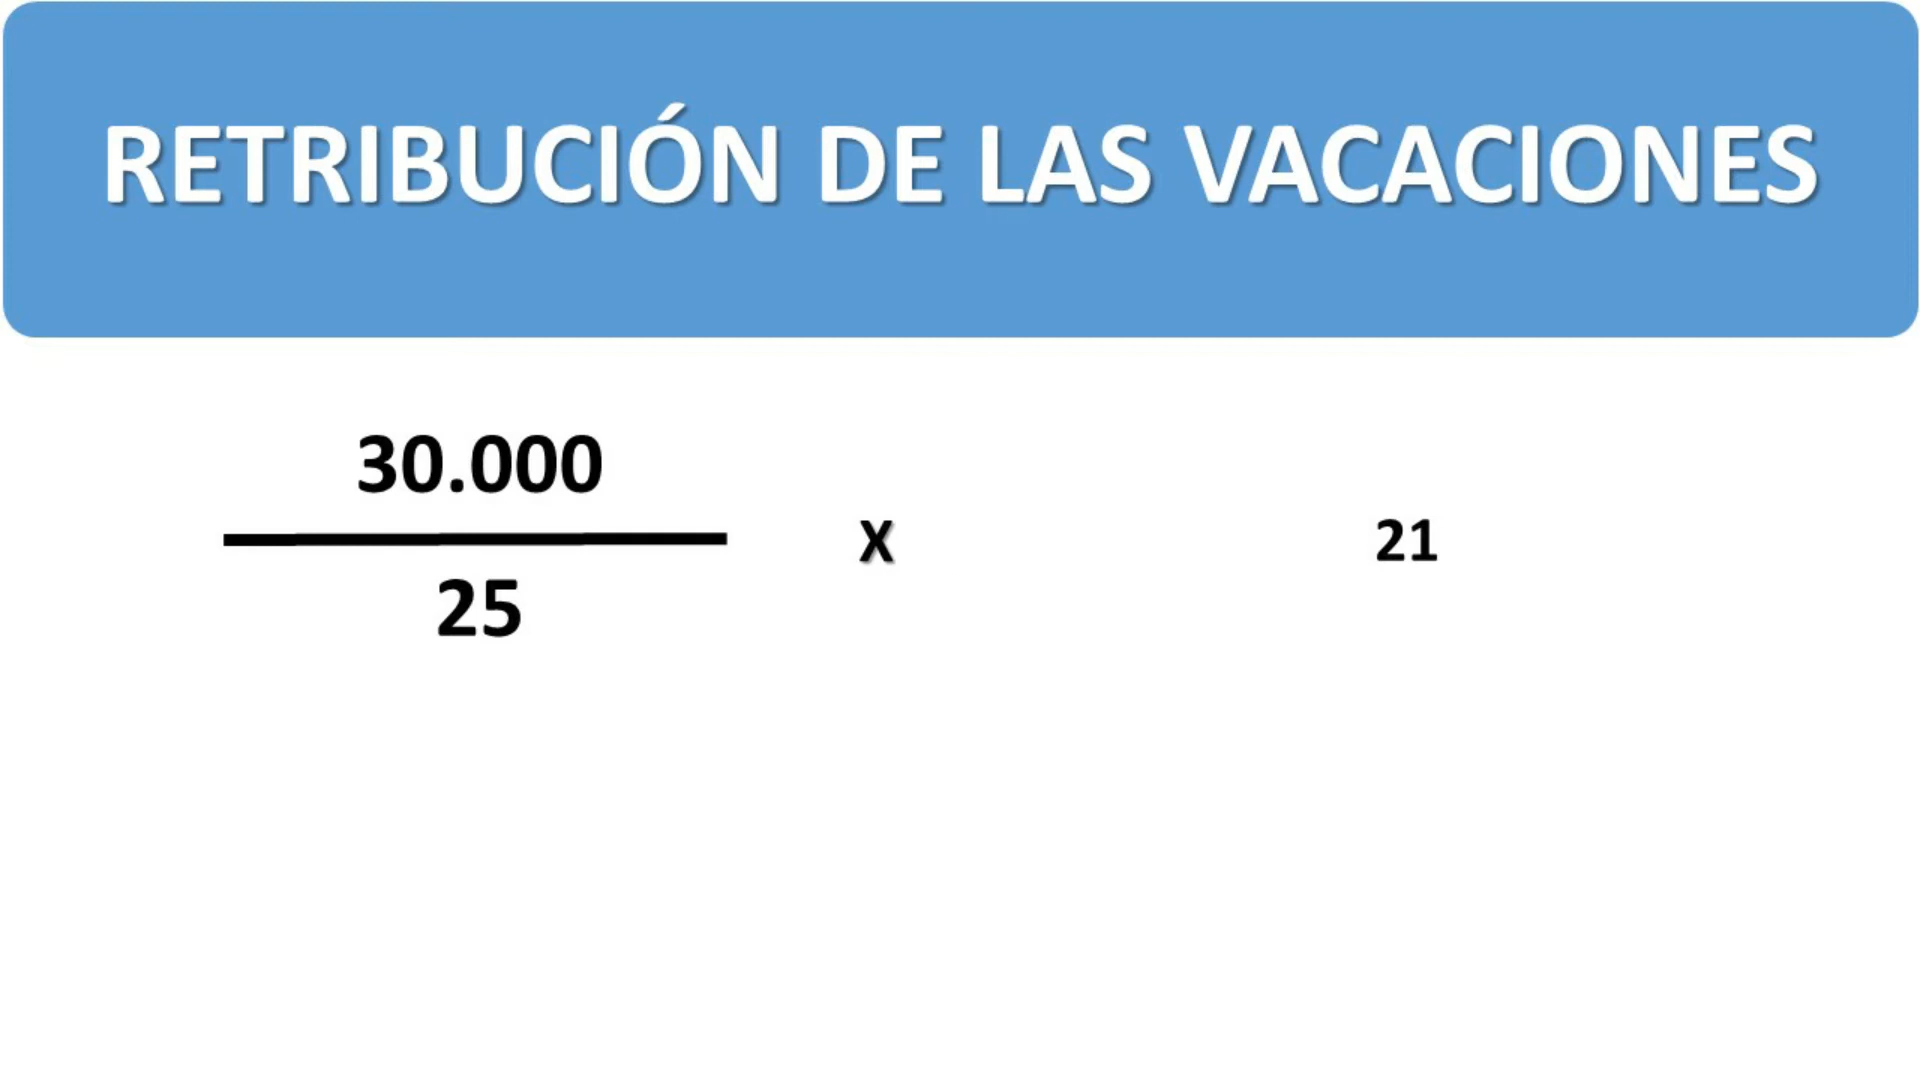 RETRIBUCIÓN DE LAS VACACIONES
30.000
25
X
21